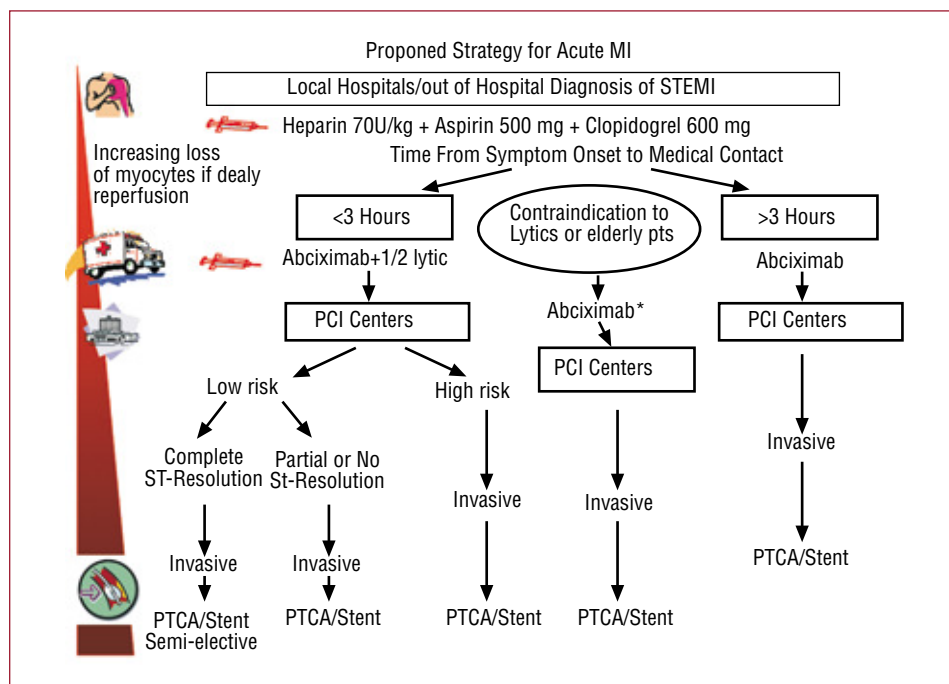 Proponed Strategy for Acute MI
Local Hospitals/out of Hospital Diagnosis of STEMI
Heparin 70U/kg + Aspirin 500 mg + Clopidogrel 600 mg
Time From Symptom Onset to Medical Contact
Increasing loss
of myocytes if dealy
reperfusion
<3 Hours
Contraindication to
Lytics or elderly pts
>3 Hours
Abciximab+1/2 lytic
Abciximab*
Abciximab
PCI Centers
PCI Centers
PCI Centers
Low risk
High risk
Complete
ST-Resolution
Partial or No
St-Resolution
Invasive
Invasive
Invasive
Invasive
Invasive
PTCA/Stent
Semi-elective
PTCA/Stent
PTCA/Stent
PTCA/Stent
PTCA/Stent